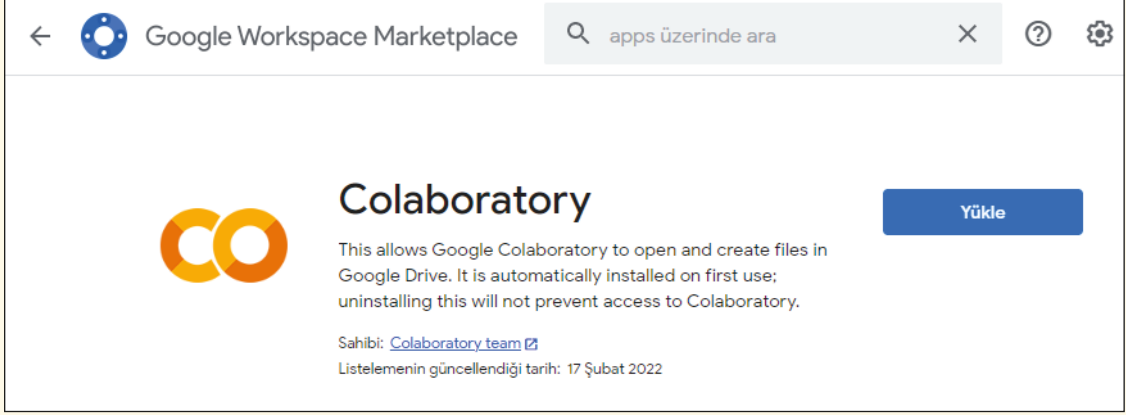 Google Workspace Marketplace
apps üzerinde ara
Colaboratory
Yükle
This allows Google Colaboratory to open and create files in
Google Drive. It is automatically installed on first use;
uninstalling this will not prevent access to Colaboratory.
Sahibi: Colaboratory team
Listelemenin güncellendiği tarih: 17 Şubat 2022